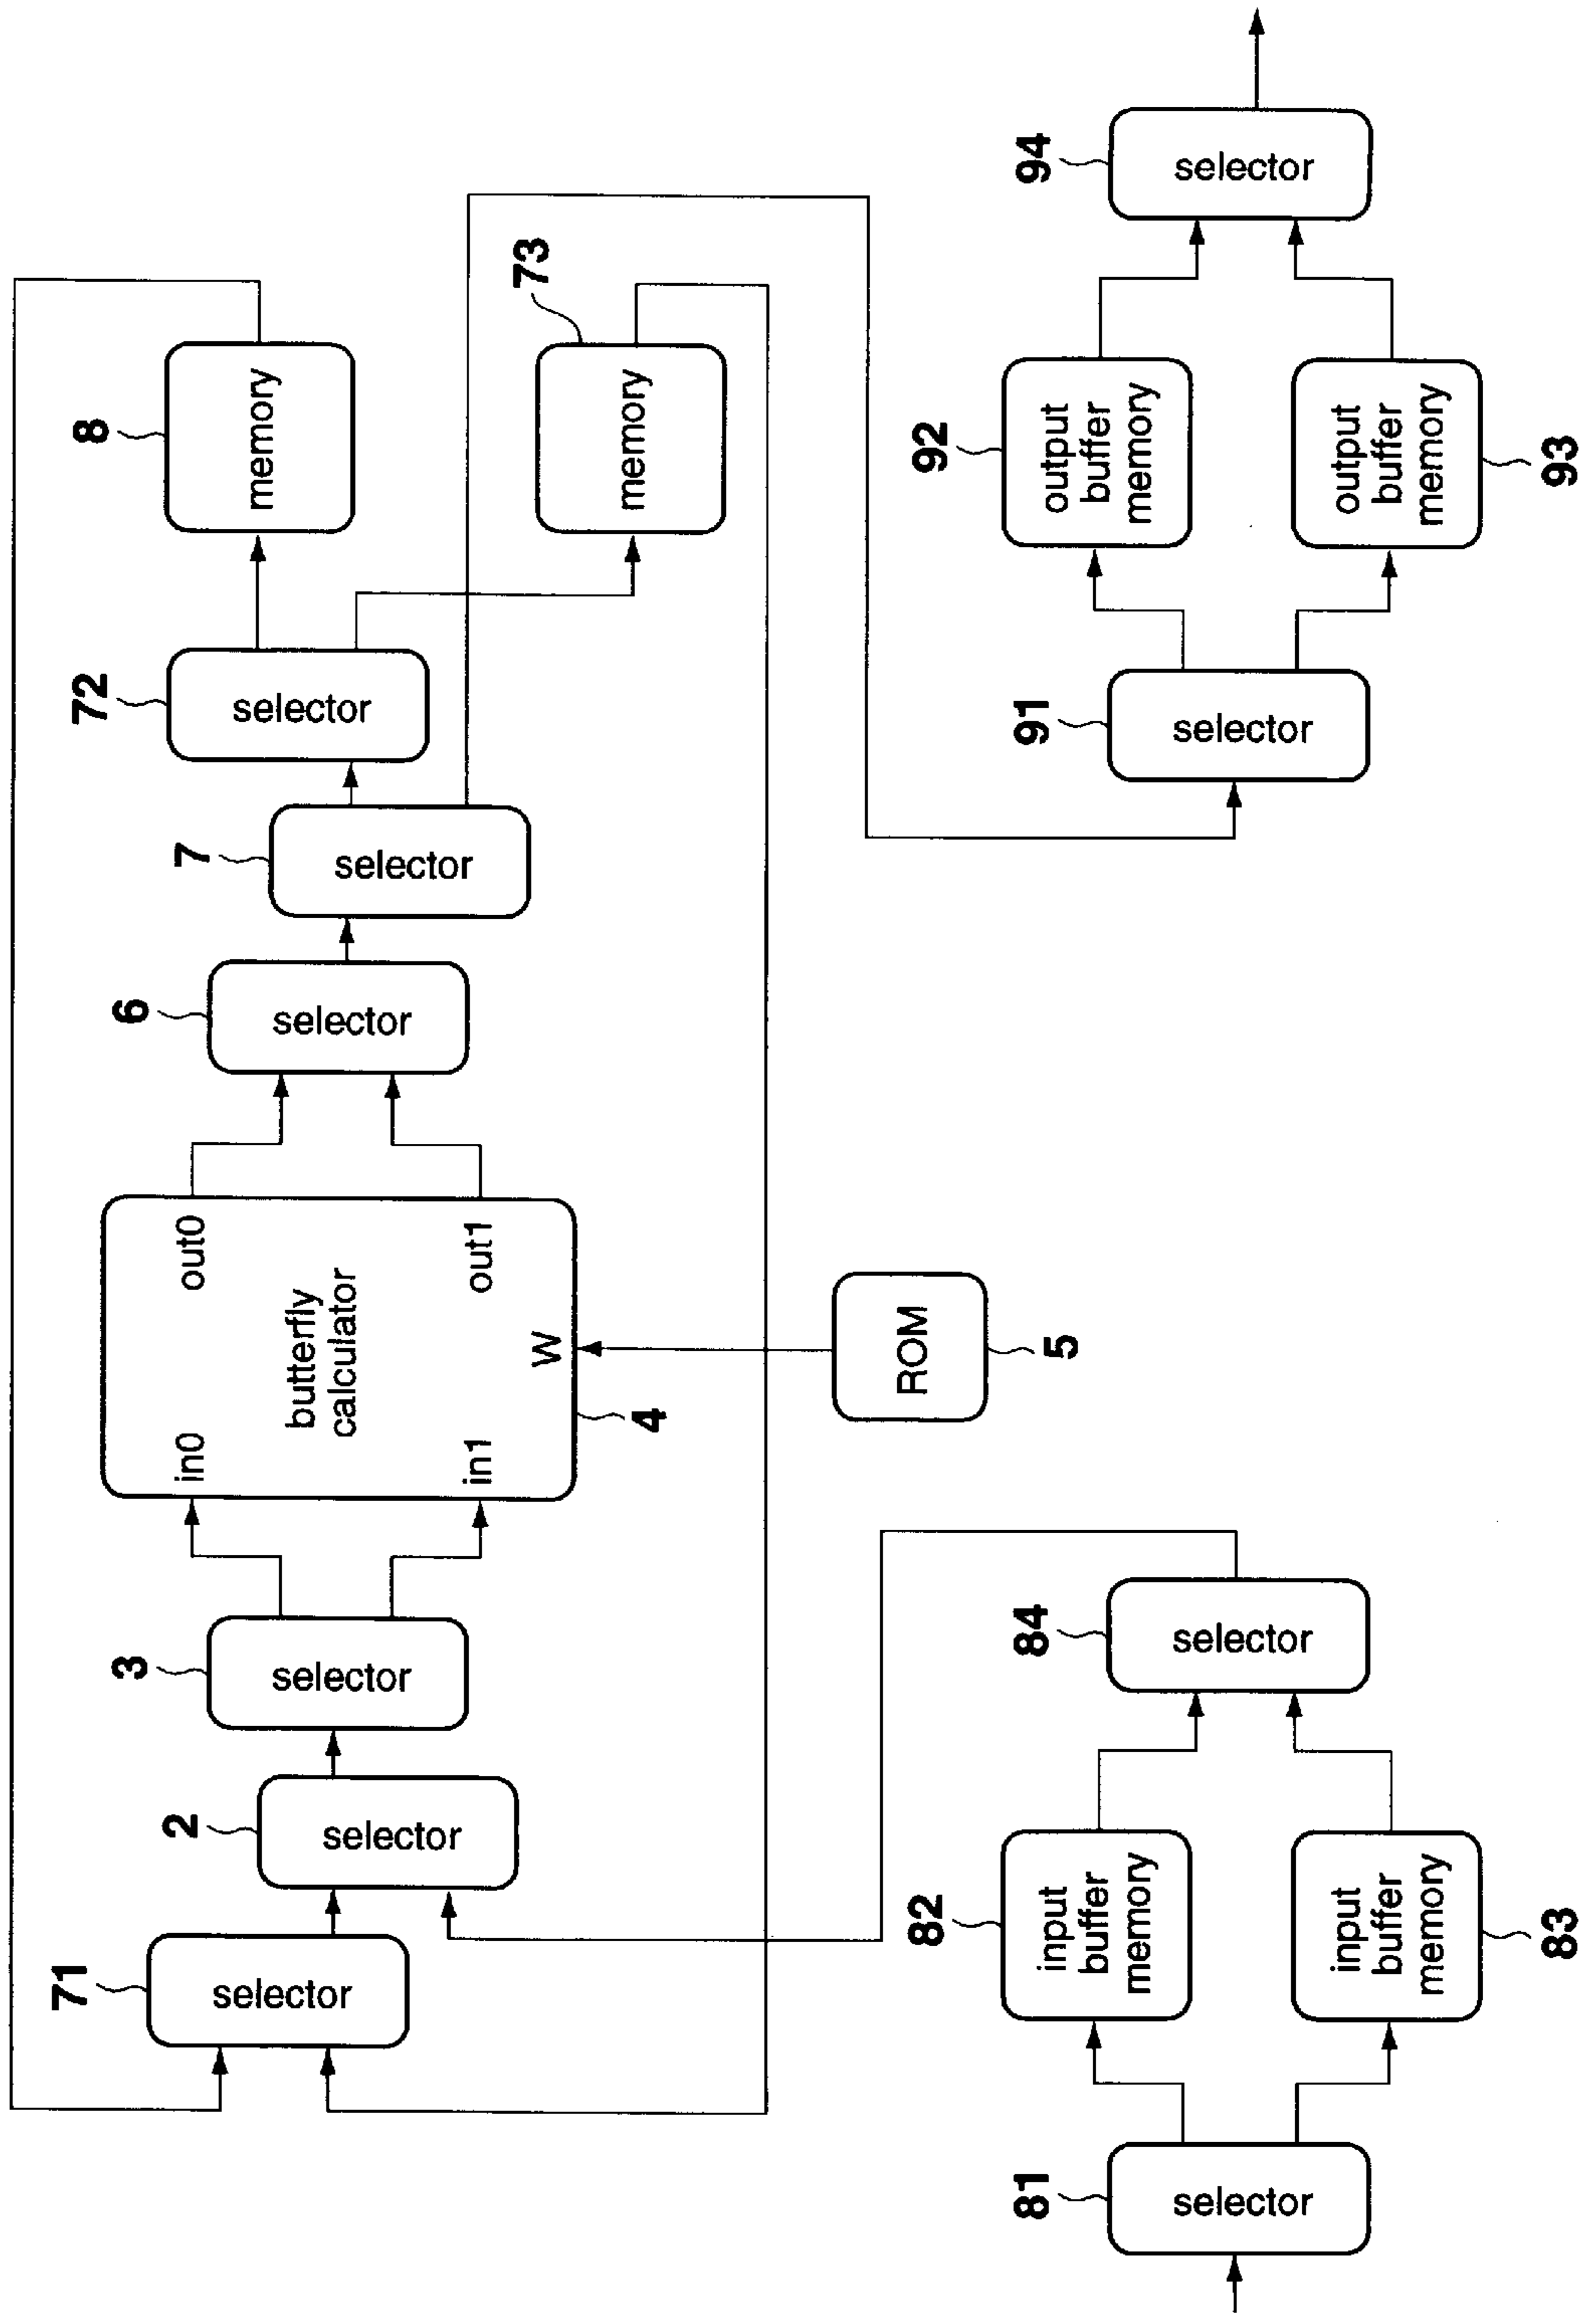 8
memory
72
selector
73
memory
7
selector
6
selector
out0
out1
butterfly
calculator
W
in0
in1
4
ROM
5
3
selector
2
selector
71
selector
94
selector
92
output
buffer
memory
output
buffer
memory
93
91
selector
84
selector
82
input
buffer
memory
input
buffer
memory
83
81
selector